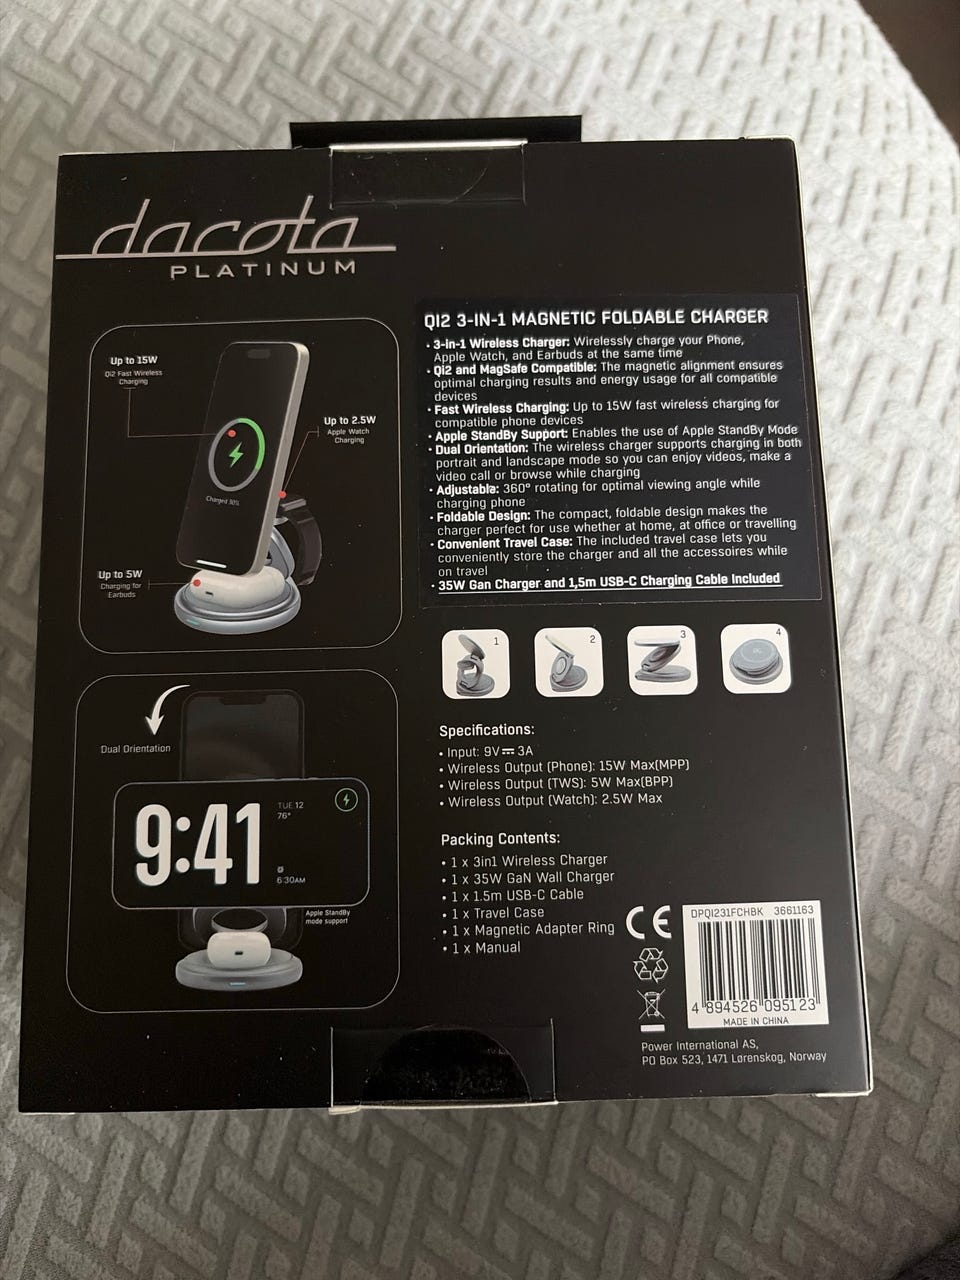 dacota
PLATINUM
Up to 15W
Qi2 Fast Wireless
Charging
Up to 2.5W
Apple Watch
Charging
Charged 30%
Up to 5W
Charging for
Earbuds
Dual Orientation
9:41
TUE 12
76°
6:30AM
Apple StandBy
mode support
QI2 3-IN-1 MAGNETIC FOLDABLE CHARGER
• 3-in-1 Wireless Charger: Wirelessly charge your Phone,
Apple Watch, and Earbuds at the same time
• Qi2 and MagSafe Compatible: The magnetic alignment ensures
optimal charging results and energy usage for all compatible
devices
• Fast Wireless Charging: Up to 15W fast wireless charging for
compatible phone devices
• Apple StandBy Support: Enables the use of Apple StandBy Mode
• Dual Orientation: The wireless charger supports charging in both
portrait and landscape mode so you can enjoy videos, make a
video call or browse while charging
• Adjustable: 360° rotating for optimal viewing angle while
charging phone
• Foldable Design: The compact, foldable design makes the
charger perfect for use whether at home, at office or travelling
• Convenient Travel Case: The included travel case lets you
conveniently store the charger and all the accessoires while
on travel
• 35W Gan Charger and 1,5m USB-C Charging Cable Included
1
2
3
4
Specifications:
• Input: 9V⎓3A
• Wireless Output (Phone): 15W Max(MPP)
• Wireless Output (TWS): 5W Max(BPP)
• Wireless Output (Watch): 2.5W Max
Packing Contents:
• 1 x 3in1 Wireless Charger
• 1 x 35W GaN Wall Charger
• 1 x 1.5m USB-C Cable
• 1 x Travel Case
• 1 x Magnetic Adapter Ring
• 1 x Manual
CE
DPQI231FCHBK 3661163
4 894526 095123
MADE IN CHINA
Power International AS,
PO Box 523, 1471 Lørenskog, Norway